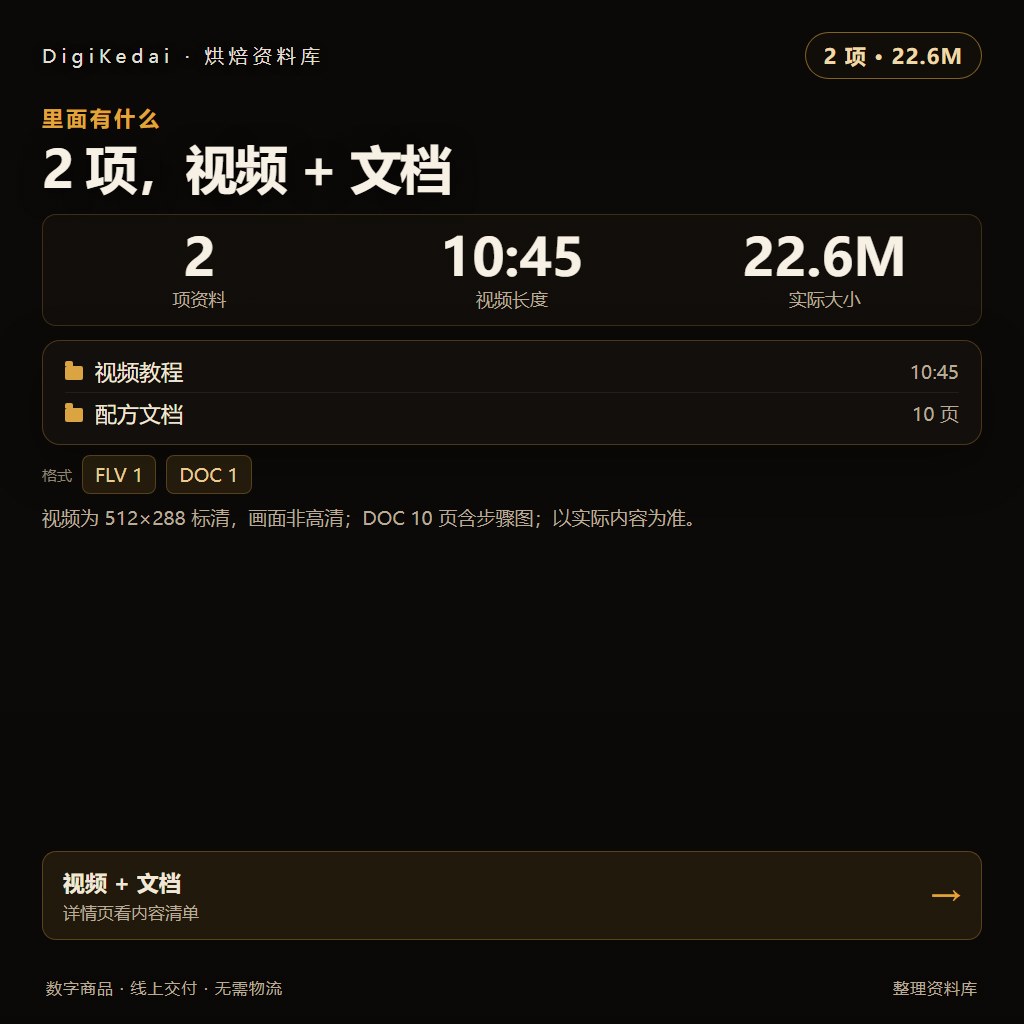 DigiKedai · 烘焙资料库
2 项 • 22.6M
里面有什么
2 项，视频 + 文档
2
10:45
22.6M
项资料
视频长度
实际大小
视频教程
10:45
配方文档
10 页
格式
FLV 1
DOC 1
视频为 512×288 标清，画面非高清；DOC 10 页含步骤图；以实际内容为准。
视频 + 文档
详情页看内容清单
→
数字商品 · 线上交付 · 无需物流
整理资料库